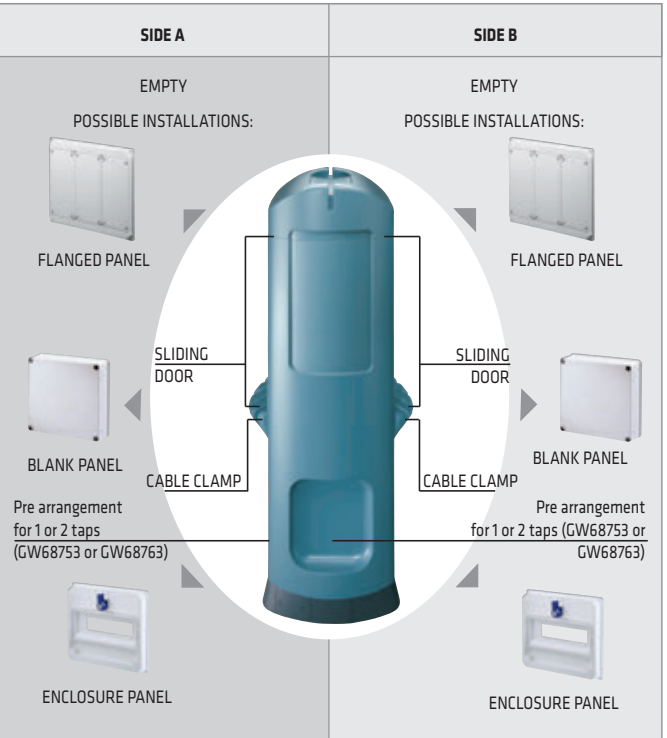 SIDE A
SIDE B
EMPTY
POSSIBLE INSTALLATIONS:
EMPTY
POSSIBLE INSTALLATIONS:
FLANGED PANEL
FLANGED PANEL
SLIDING
DOOR
SLIDING
DOOR
BLANK PANEL
BLANK PANEL
CABLE CLAMP
CABLE CLAMP
Pre arrangement
for 1 or 2 taps
(GW68753 or GW68763)
Pre arrangement
for 1 or 2 taps (GW68753 or
GW68763)
ENCLOSURE PANEL
ENCLOSURE PANEL